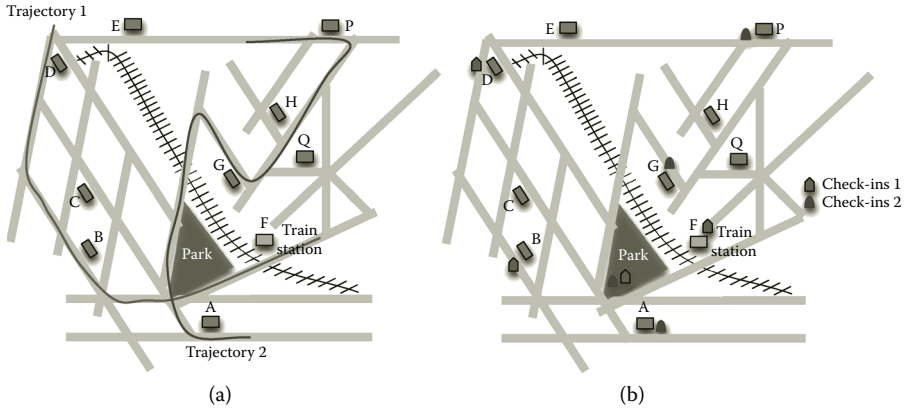 Trajectory 1
E
P
D
H
Q
G
C
B
F
Train
station
Park
A
Trajectory 2
(a)
E
P
D
H
Q
G
C
Check-ins 1
Check-ins 2
B
F
Train
station
Park
A
(b)